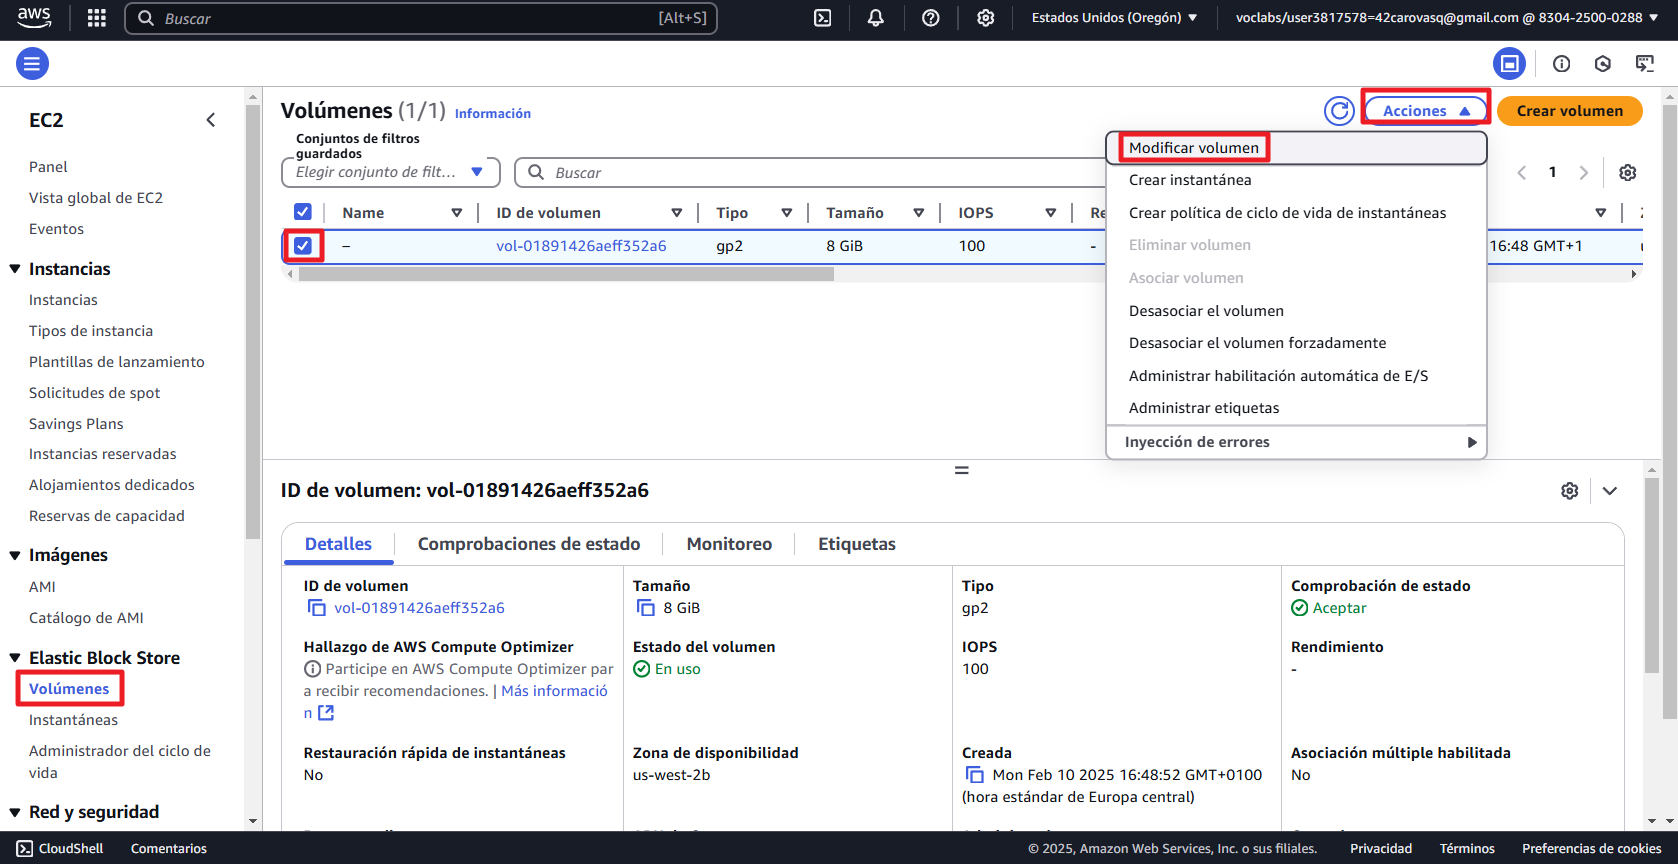 aws
Buscar
[Alt+S]
Estados Unidos (Oregón)
voclabs/user3817578=42carovasq@gmail.com @ 8304-2500-0288
EC2
Panel
Vista global de EC2
Eventos
Instancias
Instancias
Tipos de instancia
Plantillas de lanzamiento
Solicitudes de spot
Savings Plans
Instancias reservadas
Alojamientos dedicados
Reservas de capacidad
Imágenes
AMI
Catálogo de AMI
Elastic Block Store
Volúmenes
Instantáneas
Administrador del ciclo de
vida
Red y seguridad
Volúmenes (1/1) Información
Acciones
Crear volumen
Conjuntos de filtros
guardados
Elegir conjunto de filt...
Buscar
1
Name
ID de volumen
Tipo
Tamaño
IOPS
Re
–
vol-01891426aeff352a6
gp2
8 GiB
100
-
16:48 GMT+1
Modificar volumen
Crear instantánea
Crear política de ciclo de vida de instantáneas
Eliminar volumen
Asociar volumen
Desasociar el volumen
Desasociar el volumen forzadamente
Administrar habilitación automática de E/S
Administrar etiquetas
Inyección de errores
ID de volumen: vol-01891426aeff352a6
Detalles
Comprobaciones de estado
Monitoreo
Etiquetas
ID de volumen
vol-01891426aeff352a6
Tamaño
8 GiB
Tipo
gp2
Comprobación de estado
Aceptar
Hallazgo de AWS Compute Optimizer
Participe en AWS Compute Optimizer par
a recibir recomendaciones. | Más informació
n
Estado del volumen
En uso
IOPS
100
Rendimiento
-
Restauración rápida de instantáneas
No
Zona de disponibilidad
us-west-2b
Creada
Mon Feb 10 2025 16:48:52 GMT+0100
(hora estándar de Europa central)
Asociación múltiple habilitada
No
CloudShell
Comentarios
© 2025, Amazon Web Services, Inc. o sus filiales.
Privacidad
Términos
Preferencias de cookies